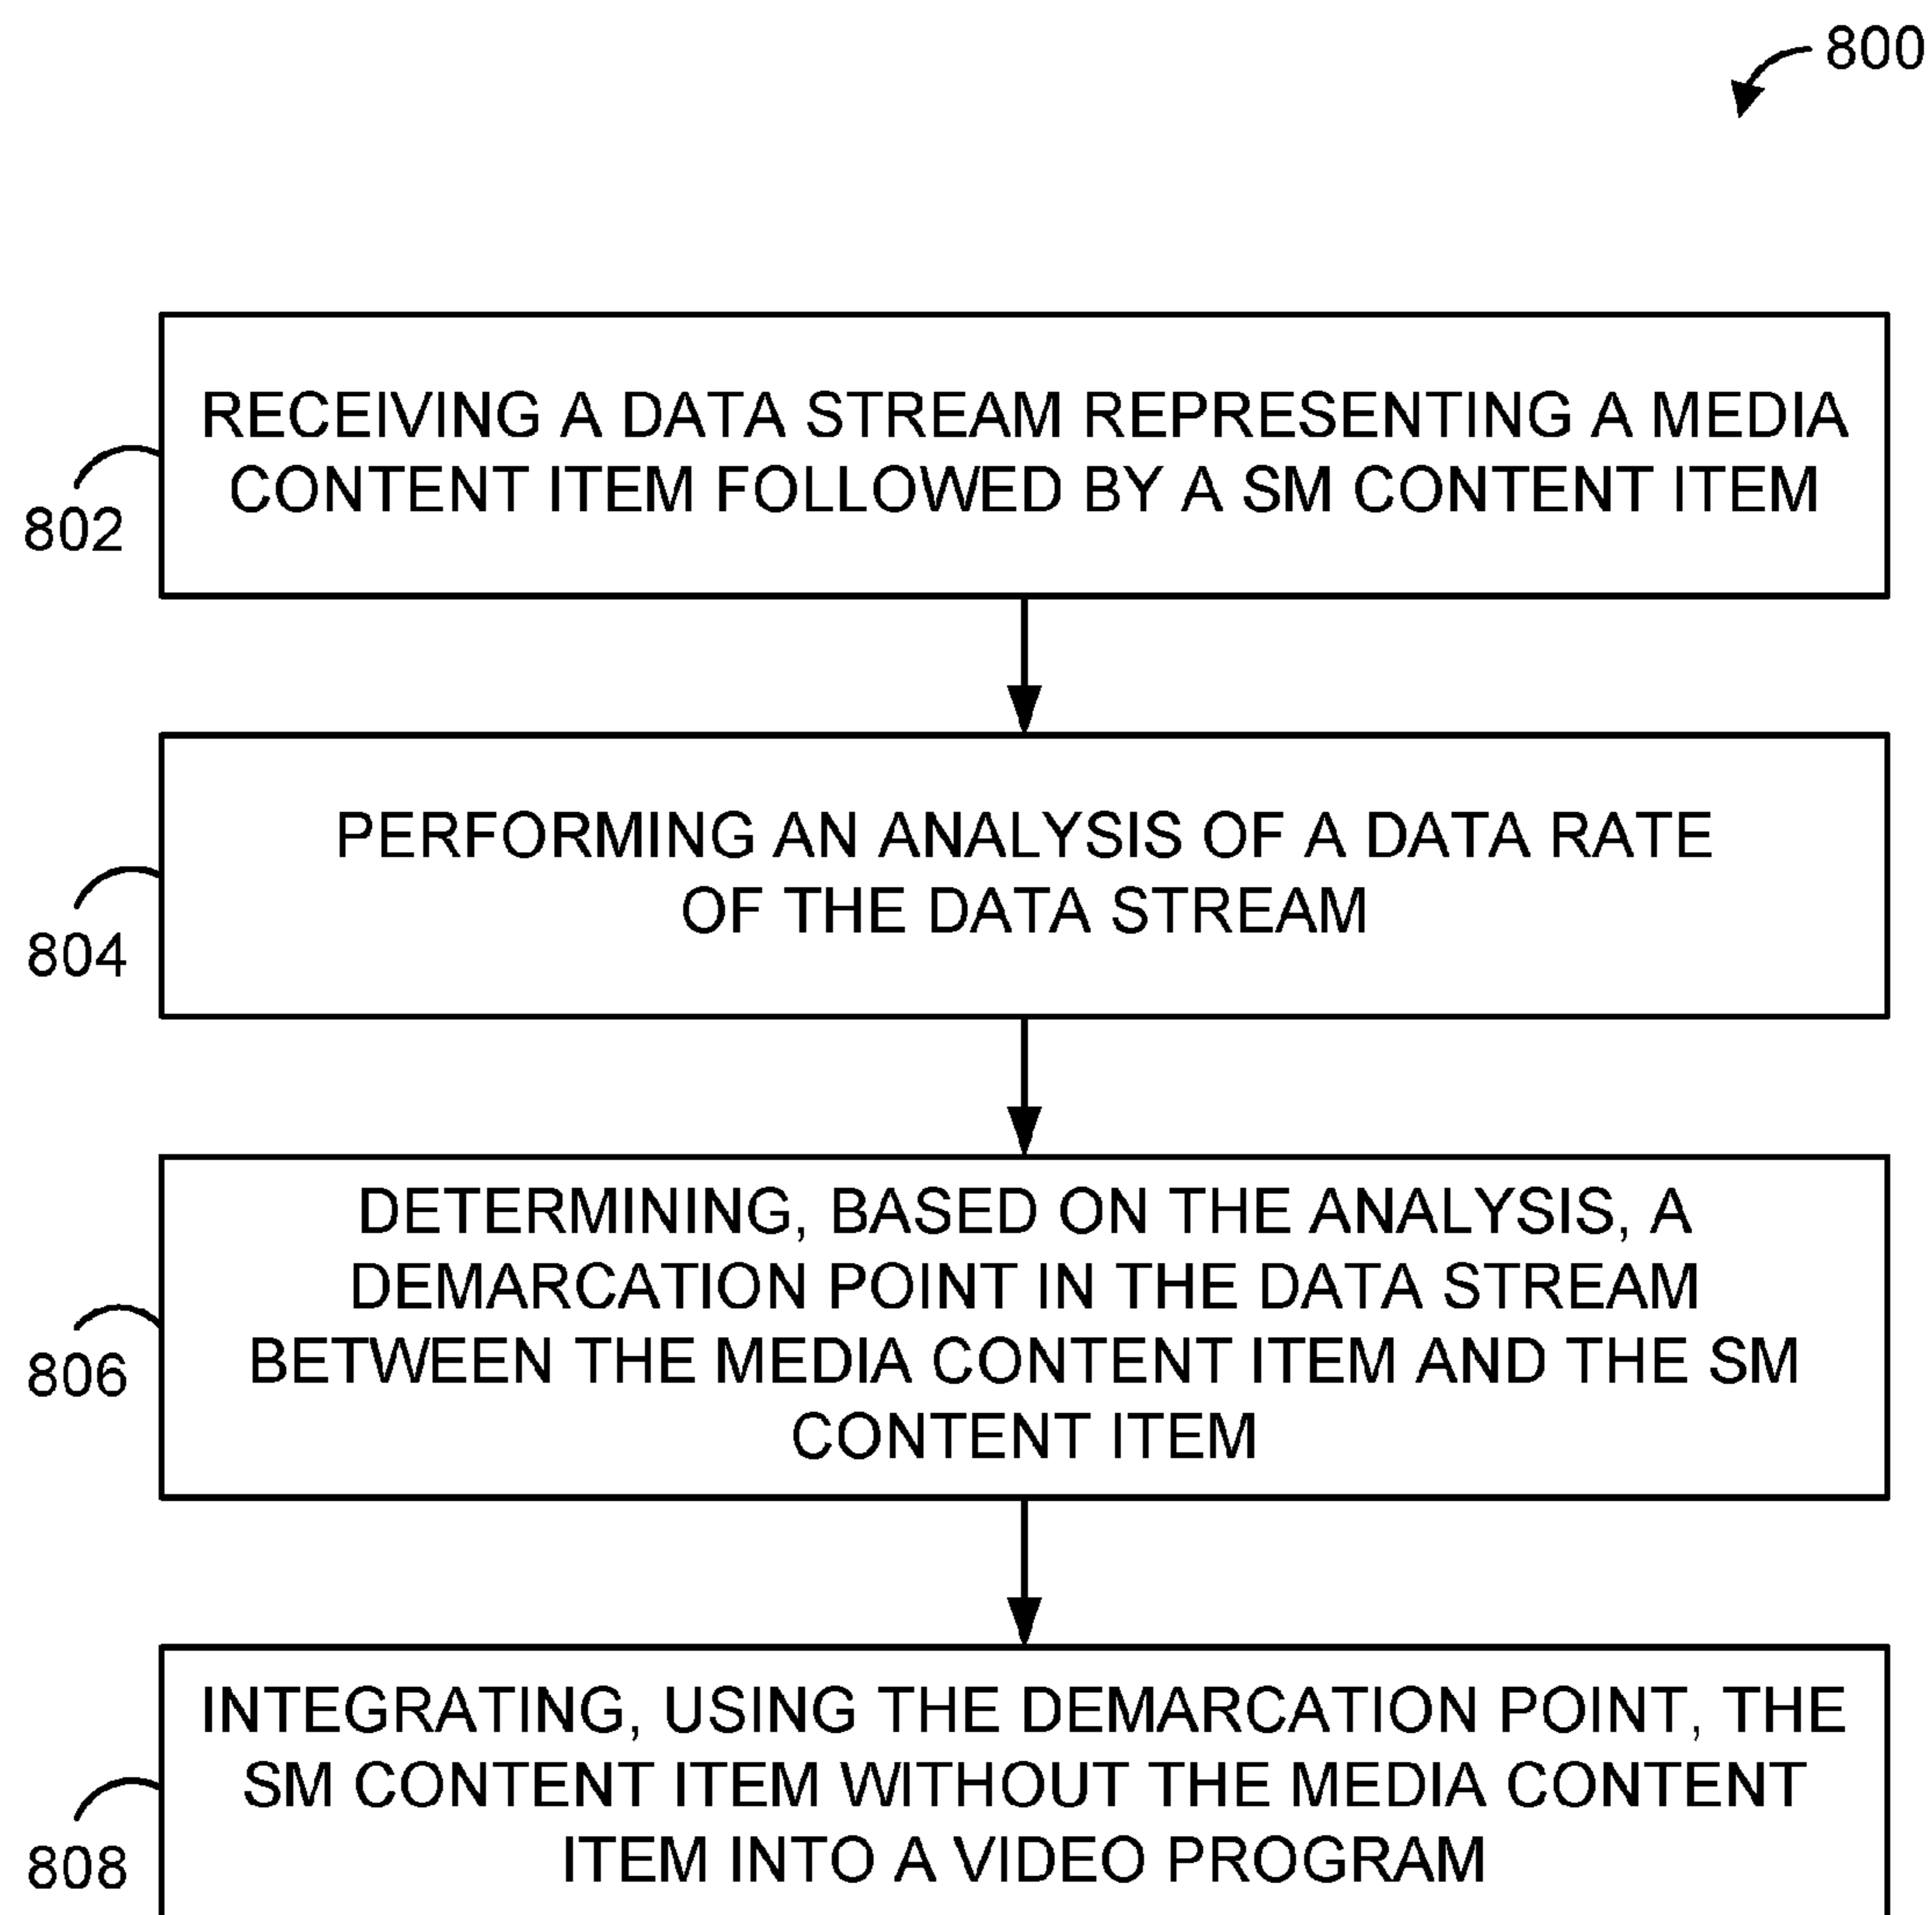 800
RECEIVING A DATA STREAM REPRESENTING A MEDIA
CONTENT ITEM FOLLOWED BY A SM CONTENT ITEM
802
PERFORMING AN ANALYSIS OF A DATA RATE
OF THE DATA STREAM
804
DETERMINING, BASED ON THE ANALYSIS, A
DEMARCATION POINT IN THE DATA STREAM
BETWEEN THE MEDIA CONTENT ITEM AND THE SM
CONTENT ITEM
806
INTEGRATING, USING THE DEMARCATION POINT, THE
SM CONTENT ITEM WITHOUT THE MEDIA CONTENT
ITEM INTO A VIDEO PROGRAM
808